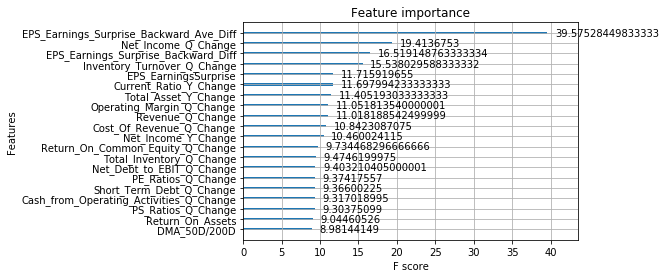 Feature importance
EPS_Earnings_Surprise_Backward_Ave_Diff 39.57528449833333
Net_Income_Q_Change 19.4136753
EPS_Earnings_Surprise_Backward_Diff 16.519148763333334
Inventory_Turnover_Q_Change 15.538029588333332
EPS_EarningsSurprise 11.715919655
Current_Ratio_Y_Change 11.697994233333333
Total_Asset_Y_Change 11.405193033333333
Operating_Margin_Q_Change 11.051813540000001
Revenue_Q_Change 11.018188542499999
Cost_Of_Revenue_Q_Change 10.8423087075
Net_Income_Y_Change 10.460024115
Return_On_Common_Equity_Q_Change 9.734468296666666
Total_Inventory_Q_Change 9.4746199975
Net_Debt_to_EBIT_Q_Change 9.403210405000001
PE_Ratios_Q_Change 9.37417557
Short_Term_Debt_Q_Change 9.36600225
Cash_from_Operating_Activities_Q_Change 9.317018995
PS_Ratios_Q_Change 9.30375099
Return_On_Assets 9.04460526
DMA_50D/200D 8.98144149
Features
0 5 10 15 20 25 30 35 40
F score